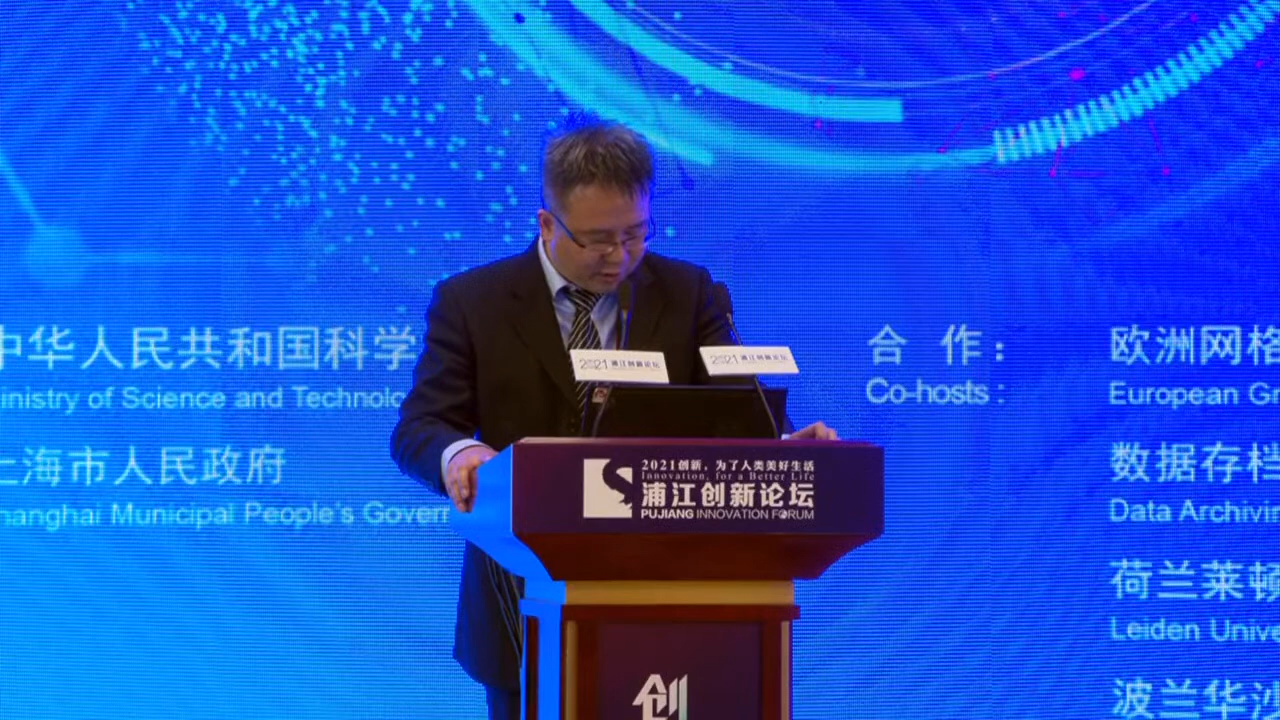 中华人民共和国科学
inistry of Science and Technolo
上海市人民政府
hanghai Municipal People's Gover
合 作：
Co-hosts :
欧洲网格
European Gr
数据存档
Data Archivin
荷兰莱顿
Leiden Unive
波兰华沙
2021 浦江创新论坛
2021 浦江创新论坛
2021创新，为了人类美好生活
Innovation, for a Better Life
浦江创新论坛
PUJIANG INNOVATION FORUM
创